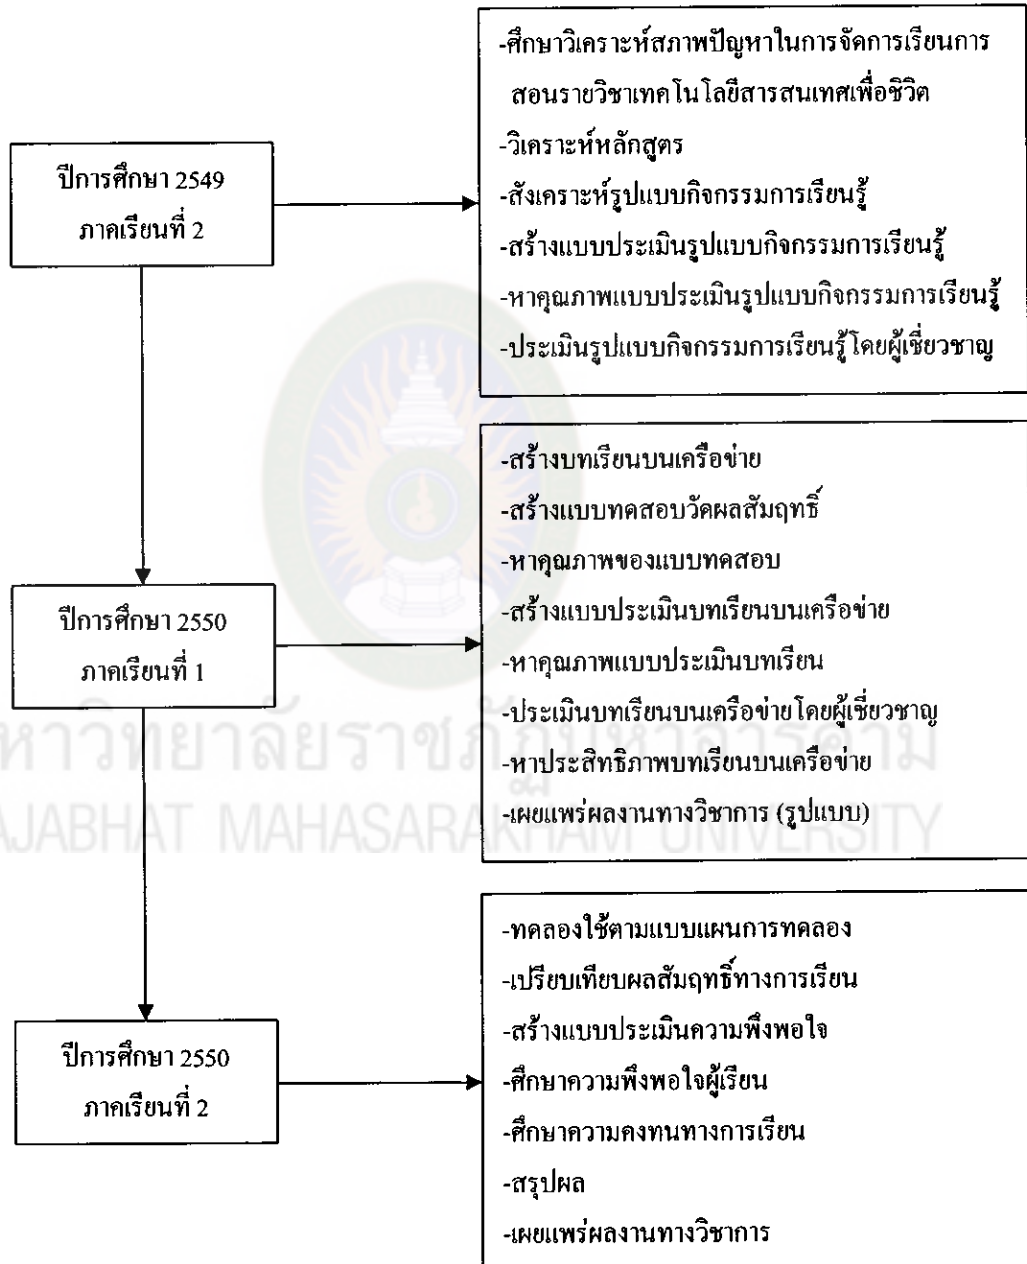 -ศึกษาวิเคราะห์สภาพปัญหาในการจัดการเรียนการ
สอนรายวิชาเทคโนโลยีสารสนเทศเพื่อชีวิต
-วิเคราะห์หลักสูตร
-สังเคราะห์รูปแบบกิจกรรมการเรียนรู้
-สร้างแบบประเมินรูปแบบกิจกรรมการเรียนรู้
-หาคุณภาพแบบประเมินรูปแบบกิจกรรมการเรียนรู้
-ประเมินรูปแบบกิจกรรมการเรียนรู้โดยผู้เชี่ยวชาญ
ปีการศึกษา 2549
ภาคเรียนที่ 2
-สร้างบทเรียนบนเครือข่าย
-สร้างแบบทดสอบวัดผลสัมฤทธิ์
-หาคุณภาพของแบบทดสอบ
-สร้างแบบประเมินบทเรียนบนเครือข่าย
-หาคุณภาพแบบประเมินบทเรียน
-ประเมินบทเรียนบนเครือข่ายโดยผู้เชี่ยวชาญ
-หาประสิทธิภาพบทเรียนบนเครือข่าย
-เผยแพร่ผลงานทางวิชาการ (รูปแบบ)
ปีการศึกษา 2550
ภาคเรียนที่ 1
หาวิทยาลัยราชภัฏมหาสารคาม
AJABHAT MAHASARAKHAM UNIVERSITY
-ทดลองใช้ตามแบบแผนการทดลอง
-เปรียบเทียบผลสัมฤทธิ์ทางการเรียน
-สร้างแบบประเมินความพึงพอใจ
-ศึกษาความพึงพอใจผู้เรียน
-ศึกษาความคงทนทางการเรียน
-สรุปผล
-เผยแพร่ผลงานทางวิชาการ
ปีการศึกษา 2550
ภาคเรียนที่ 2